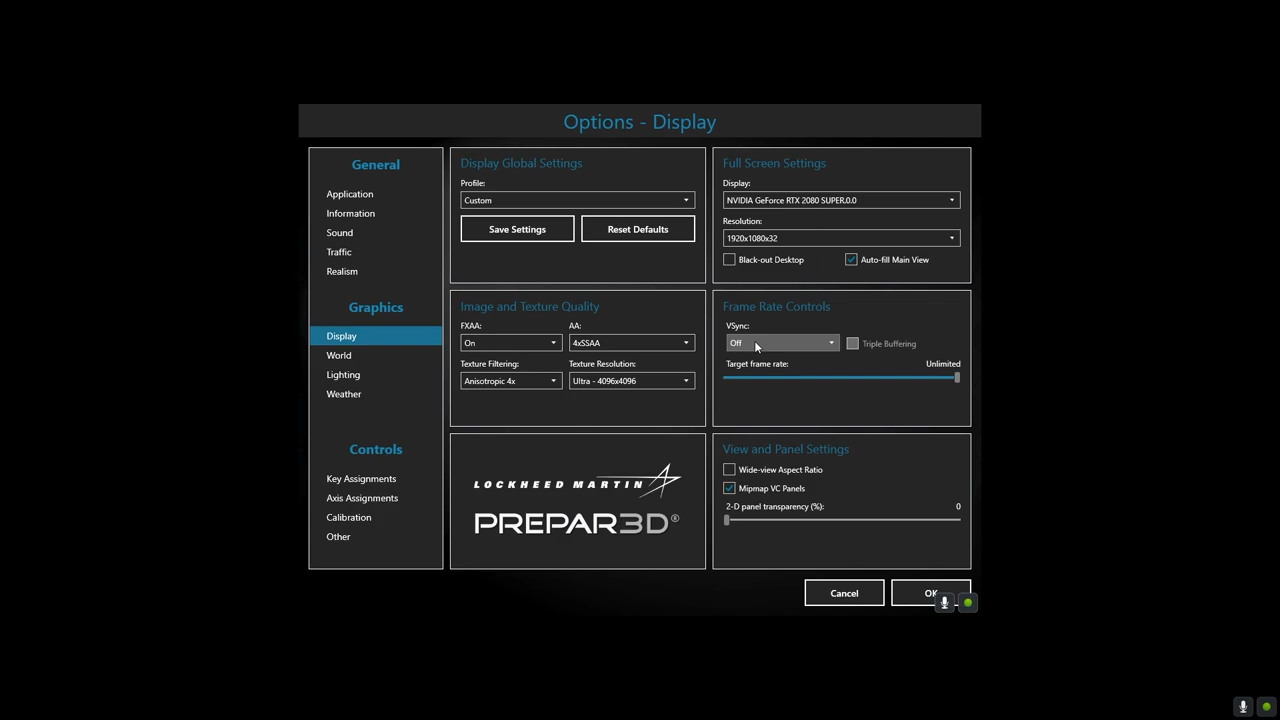 Options - Display
General
Application
Information
Sound
Traffic
Realism
Graphics
Display
World
Lighting
Weather
Controls
Key Assignments
Axis Assignments
Calibration
Other
Display Global Settings
Profile:
Custom
Save Settings
Reset Defaults
Full Screen Settings
Display:
NVIDIA GeForce RTX 2080 SUPER.0.0
Resolution:
1920x1080x32
Black-out Desktop
Auto-fill Main View
Image and Texture Quality
FXAA:
AA:
On
4xSSAA
Texture Filtering:
Texture Resolution:
Anisotropic 4x
Ultra - 4096x4096
Frame Rate Controls
VSync:
Off
Triple Buffering
Target frame rate:
Unlimited
LOCKHEED MARTIN
PREPAR3D®
View and Panel Settings
Wide-view Aspect Ratio
Mipmap VC Panels
2-D panel transparency (%):
0
Cancel
OK